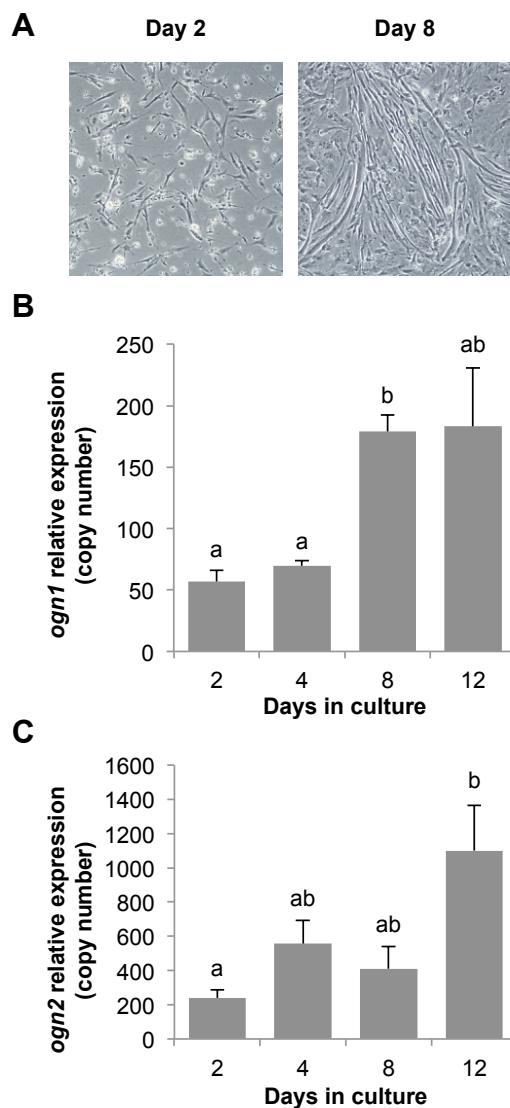 A
Day 2
Day 8
B
ogn1 relative expression
(copy number)
250
200
150
100
50
0
a
a
b
ab
2
4
8
12
Days in culture
C
ogn2 relative expression
(copy number)
1600
1400
1200
1000
800
600
400
200
0
a
ab
ab
b
2
4
8
12
Days in culture